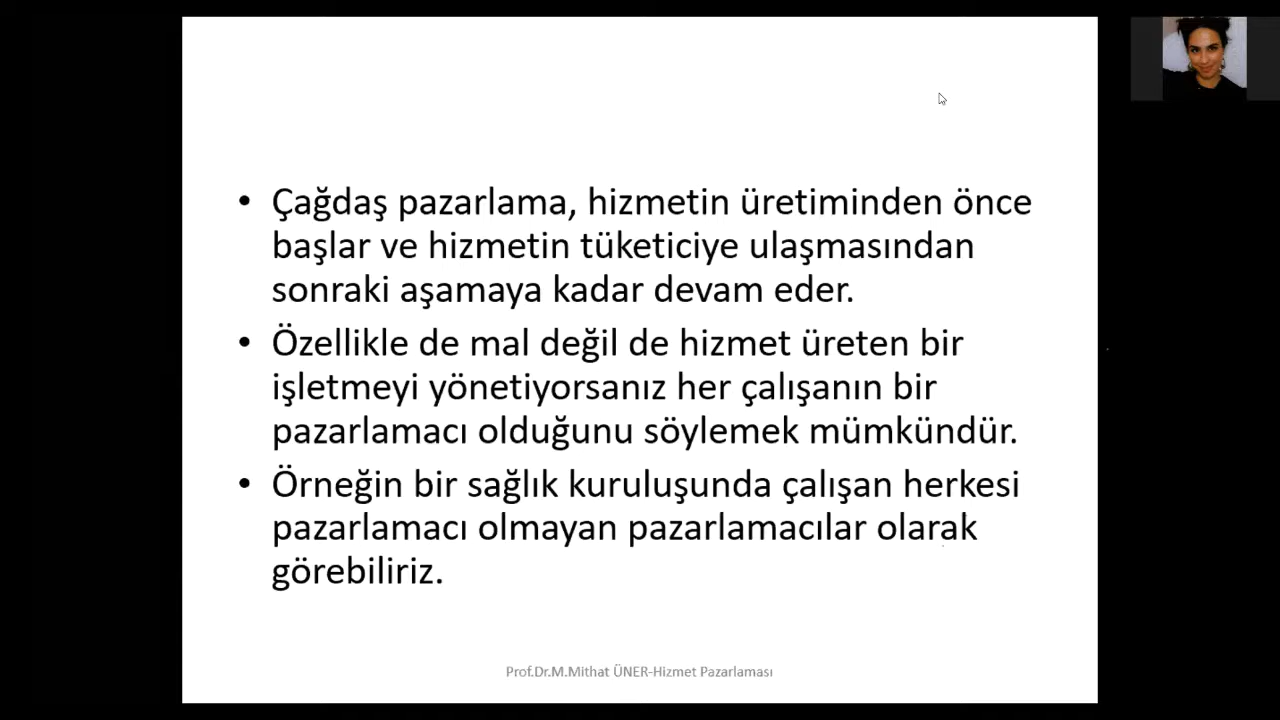 • Çağdaş pazarlama, hizmetin üretiminden önce
başlar ve hizmetin tüketiciye ulaşmasından
sonraki aşamaya kadar devam eder.
• Özellikle de mal değil de hizmet üreten bir
işletmeyi yönetiyorsanız her çalışanın bir
pazarlamacı olduğunu söylemek mümkündür.
• Örneğin bir sağlık kuruluşunda çalışan herkesi
pazarlamacı olmayan pazarlamacılar olarak
görebiliriz.
Prof.Dr.M.Mithat ÜNER-Hizmet Pazarlaması